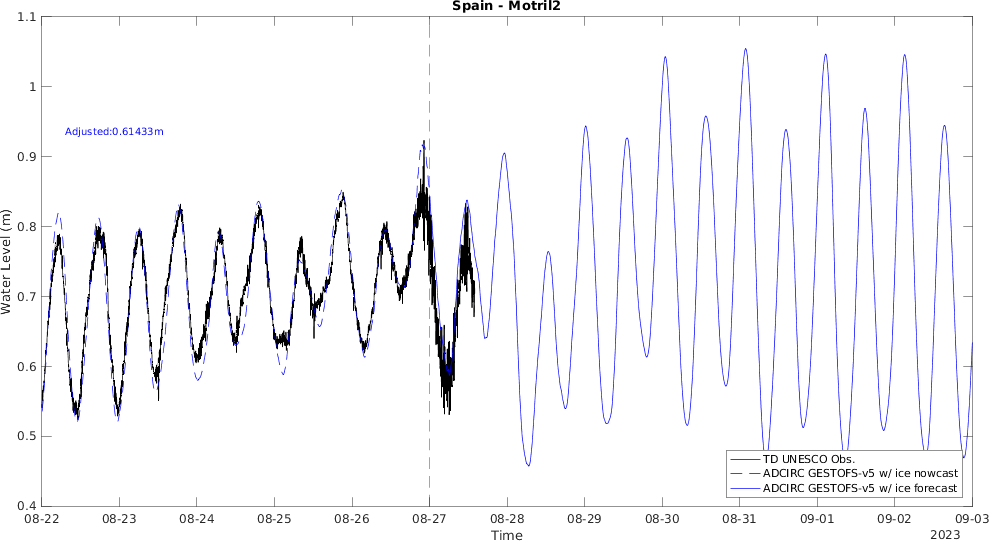 Spain - Motril2
1.1
1
0.9
0.8
0.7
0.6
0.5
0.4
Water Level (m)
Adjusted:0.61433m
TD UNESCO Obs.
ADCIRC GESTOFS-v5 w/ ice nowcast
ADCIRC GESTOFS-v5 w/ ice forecast
08-22 08-23 08-24 08-25 08-26 08-27 08-28 08-29 08-30 08-31 09-01 09-02 09-03
Time
2023